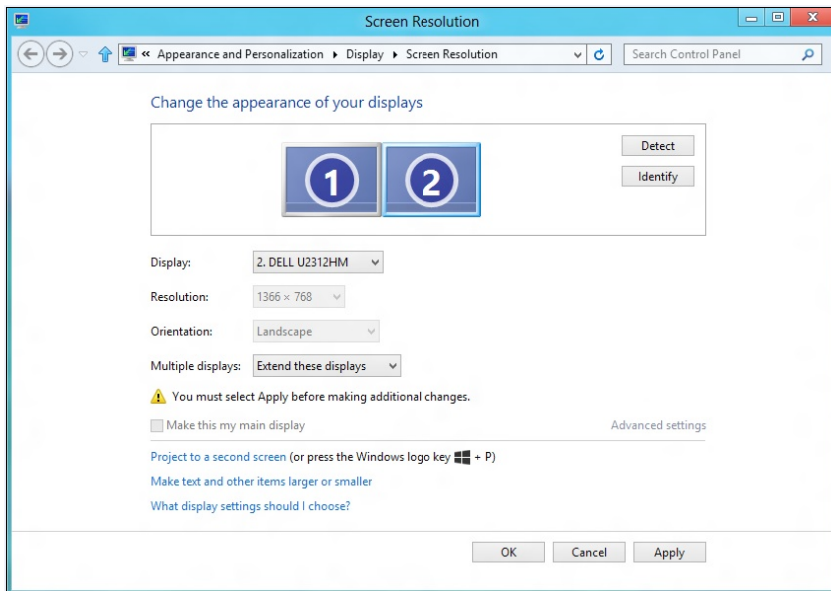 Screen Resolution
« Appearance and Personalization Display Screen Resolution Search Control Panel
Change the appearance of your displays
1 2
Detect
Identify
Display: 2. DELL U2312HM
Resolution: 1366 × 768
Orientation: Landscape
Multiple displays: Extend these displays
You must select Apply before making additional changes.
Make this my main display Advanced settings
Project to a second screen (or press the Windows logo key + P)
Make text and other items larger or smaller
What display settings should I choose?
OK Cancel Apply